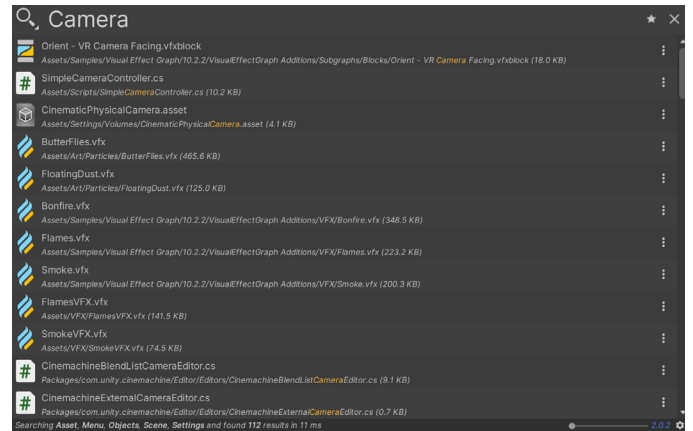 Camera
Orient - VR Camera Facing.vfxblock
Assets/Samples/Visual Effect Graph/10.2.2/VisualEffectGraph Additions/Subgraphs/Blocks/Orient - VR Camera Facing.vfxblock (18.0 KB)
SimpleCameraController.cs
Assets/Scripts/SimpleCameraController.cs (10.2 KB)
CinematicPhysicalCamera.asset
Assets/Settings/Volumes/CinematicPhysicalCamera.asset (4.1 KB)
ButterFlies.vfx
Assets/Art/Particles/ButterFlies.vfx (465.6 KB)
FloatingDust.vfx
Assets/Art/Particles/FloatingDust.vfx (125.0 KB)
Bonfire.vfx
Assets/Samples/Visual Effect Graph/10.2.2/VisualEffectGraph Additions/VFX/Bonfire.vfx (348.5 KB)
Flames.vfx
Assets/Samples/Visual Effect Graph/10.2.2/VisualEffectGraph Additions/VFX/Flames.vfx (223.2 KB)
Smoke.vfx
Assets/Samples/Visual Effect Graph/10.2.2/VisualEffectGraph Additions/VFX/Smoke.vfx (200.3 KB)
FlamesVFX.vfx
Assets/VFX/FlamesVFX.vfx (141.5 KB)
SmokeVFX.vfx
Assets/VFX/SmokeVFX.vfx (74.5 KB)
CinemachineBlendListCameraEditor.cs
Packages/com.unity.cinemachine/Editor/Editors/CinemachineBlendListCameraEditor.cs (9.1 KB)
CinemachineExternalCameraEditor.cs
Packages/com.unity.cinemachine/Editor/Editors/CinemachineExternalCameraEditor.cs (0.7 KB)
Searching Asset, Menu, Objects, Scene, Settings and found 112 results in 11 ms
2.0.2